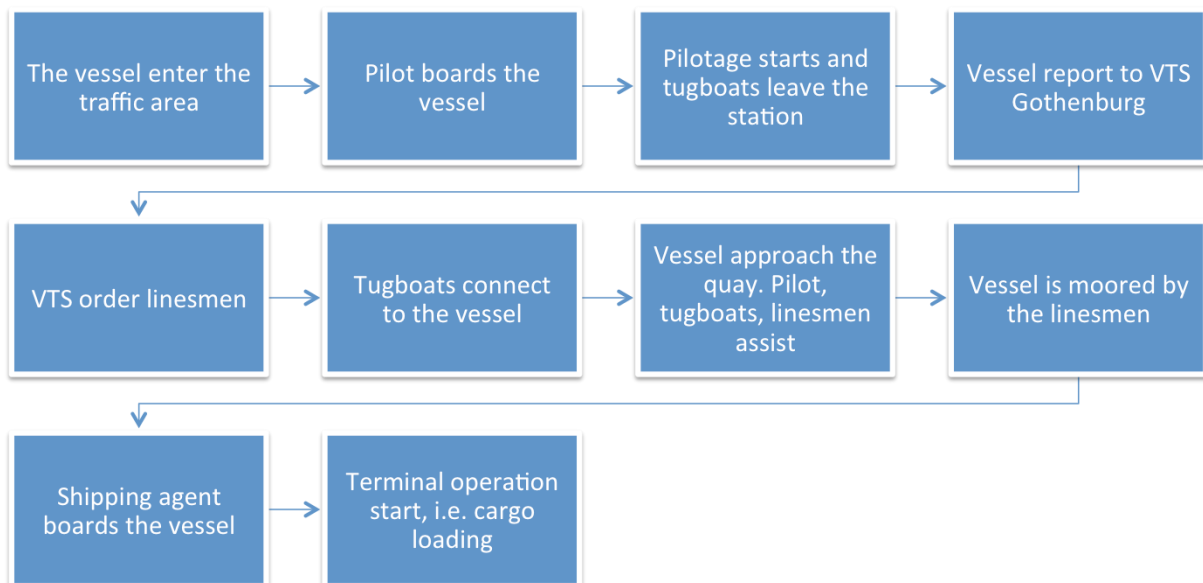 The vessel enter the
traffic area
Pilot boards the
vessel
Pilotage starts and
tugboats leave the
station
Vessel report to VTS
Gothenburg
VTS order linesmen
Tugboats connect
to the vessel
Vessel approach the
quay. Pilot,
tugboats, linesmen
assist
Vessel is moored by
the linesmen
Shipping agent
boards the vessel
Terminal operation
start, i.e. cargo
loading